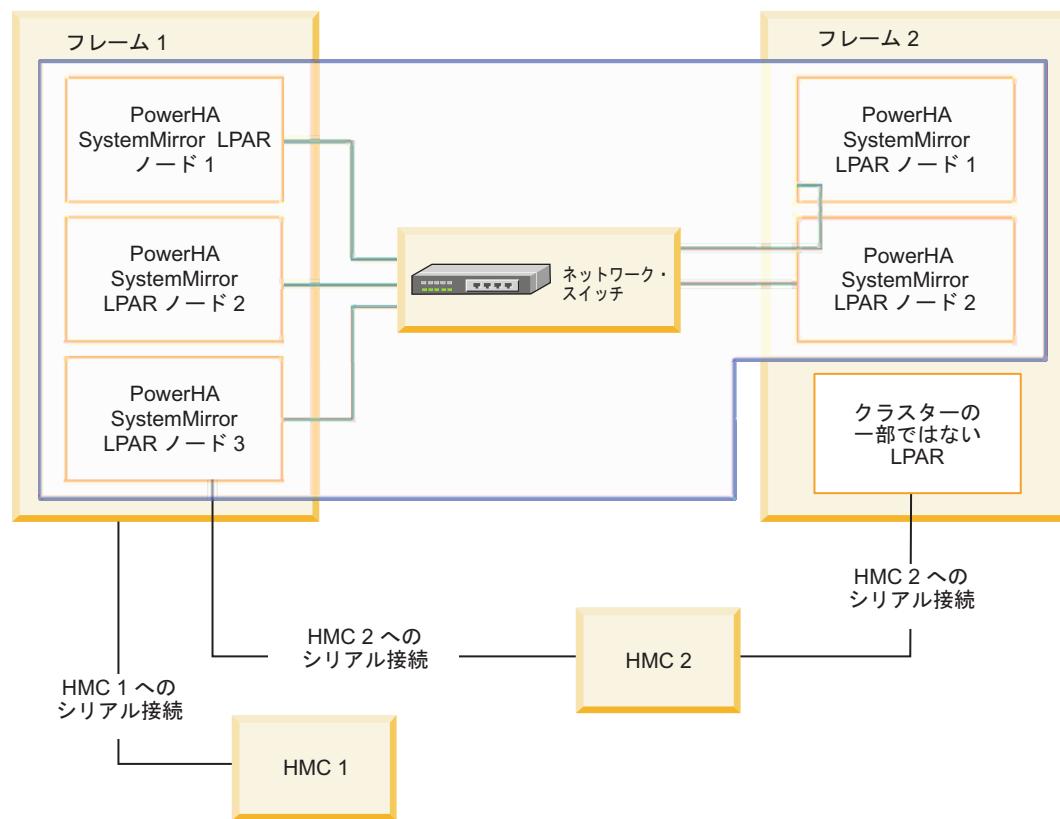 フレーム 1
PowerHA
SystemMirror LPAR
ノード 1
PowerHA
SystemMirror
LPAR ノード 2
PowerHA
SystemMirror
LPAR ノード 3
ネットワーク・
スイッチ
フレーム 2
PowerHA
SystemMirror
LPAR ノード 1
PowerHA
SystemMirror
LPAR ノード 2
クラスターの
一部ではない
LPAR
HMC 2 への
シリアル接続
HMC 2 への
シリアル接続
HMC 2
HMC 1 への
シリアル接続
HMC 1